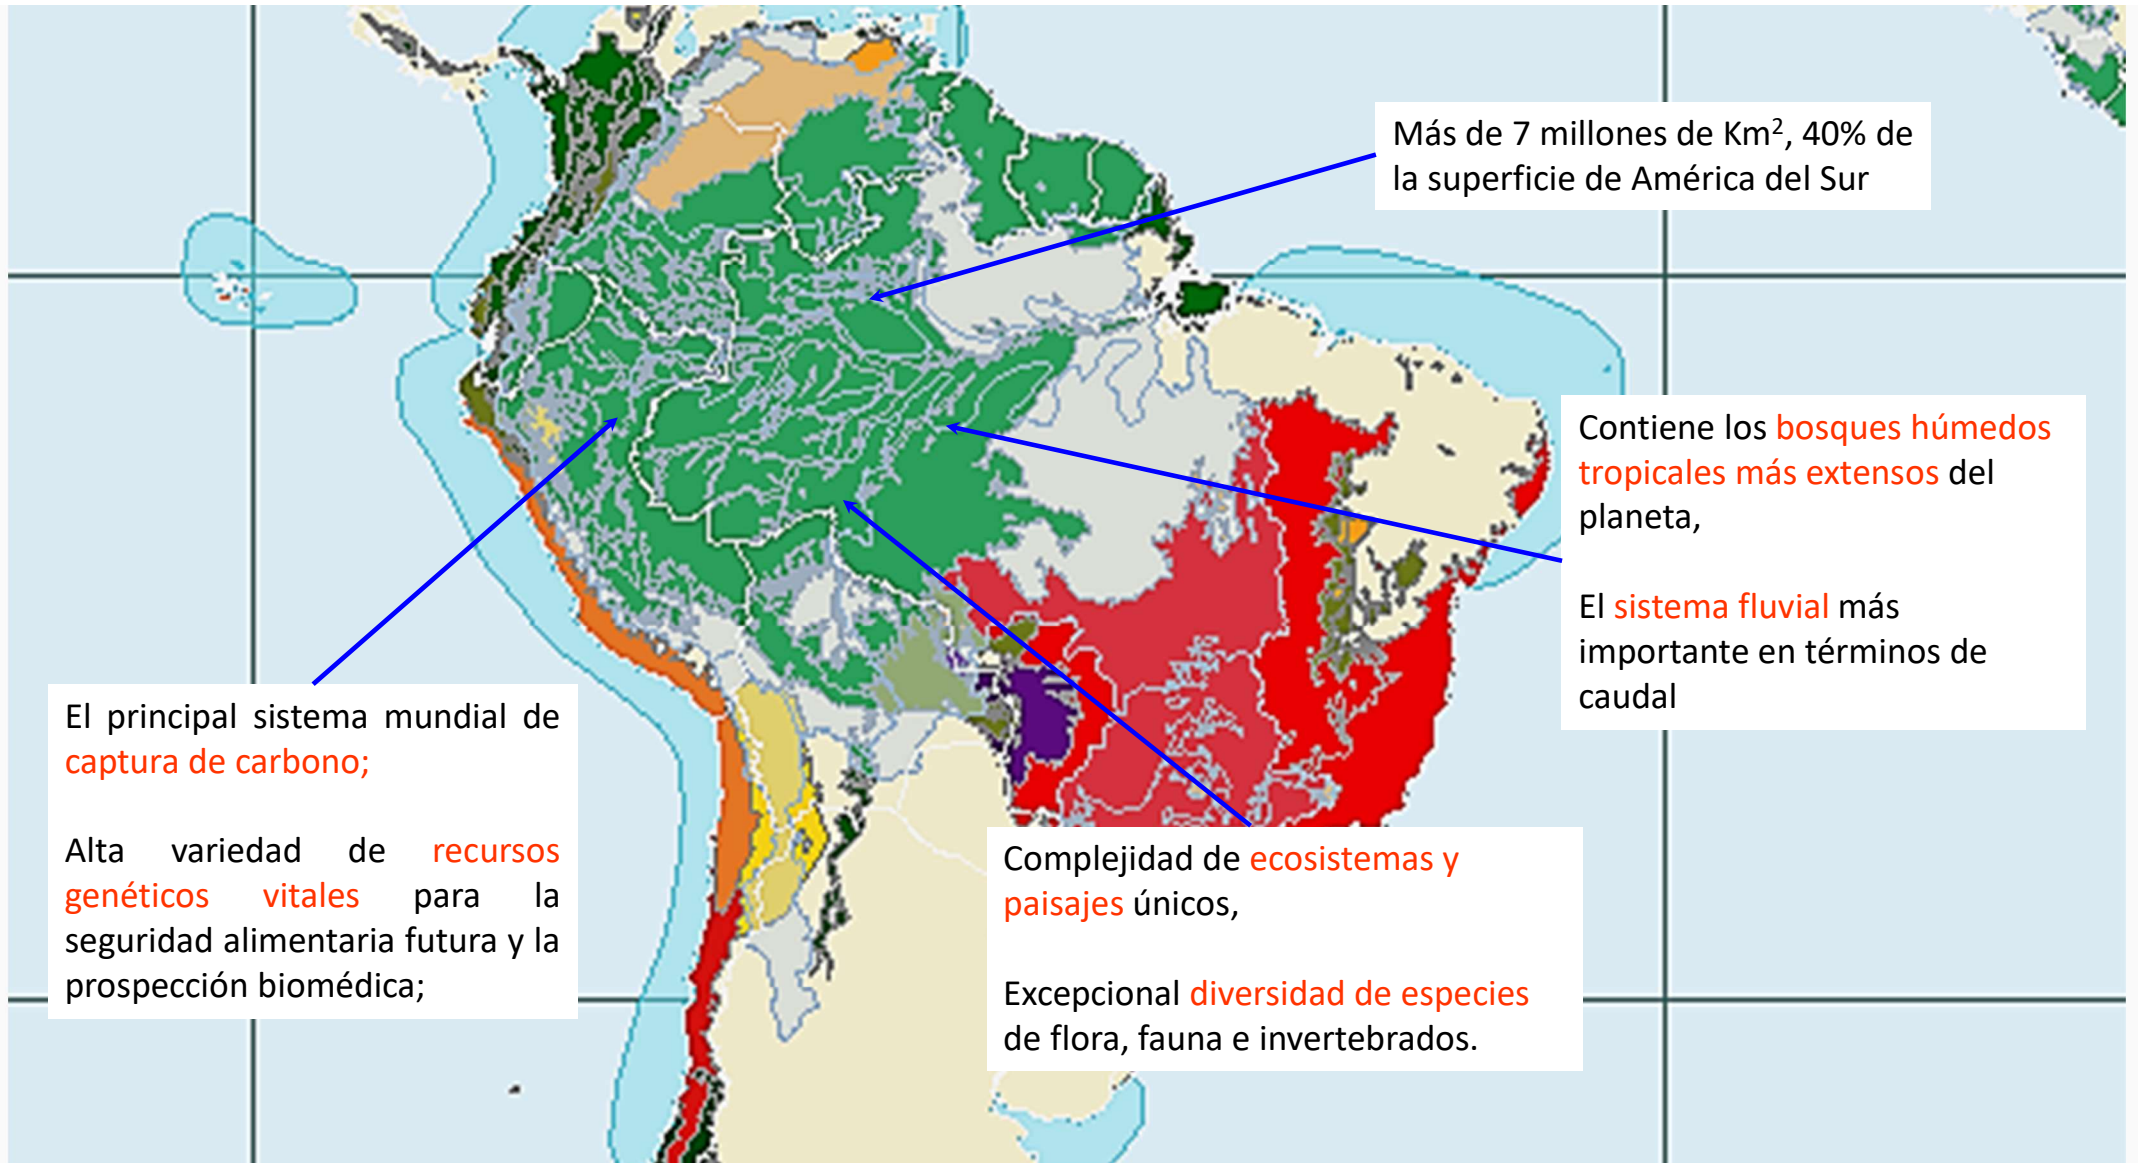 Más de 7 millones de Km², 40% de
la superficie de América del Sur
Contiene los bosques húmedos
tropicales más extensos del
planeta,
El sistema fluvial más
importante en términos de
caudal
El principal sistema mundial de
captura de carbono;
Alta variedad de recursos
genéticos vitales para la
seguridad alimentaria futura y la
prospección biomédica;
Complejidad de ecosistemas y
paisajes únicos,
Excepcional diversidad de especies
de flora, fauna e invertebrados.